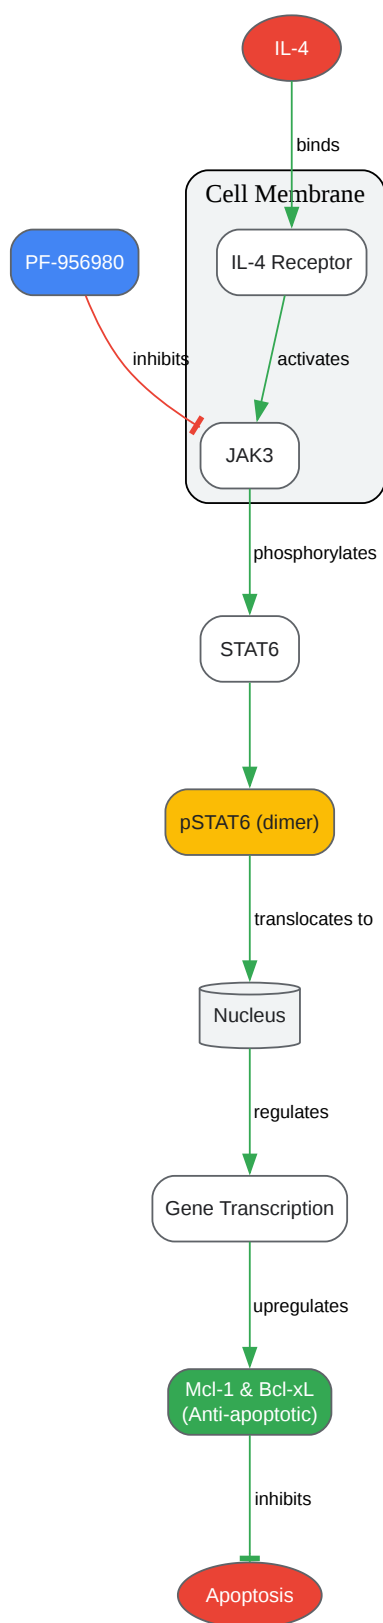 IL-4
binds
Cell Membrane
PF-956980
IL-4 Receptor
inhibits
activates
JAK3
phosphorylates
STAT6
pSTAT6 (dimer)
translocates to
Nucleus
regulates
Gene Transcription
upregulates
Mcl-1 & Bcl-xL
(Anti-apoptotic)
inhibits
Apoptosis